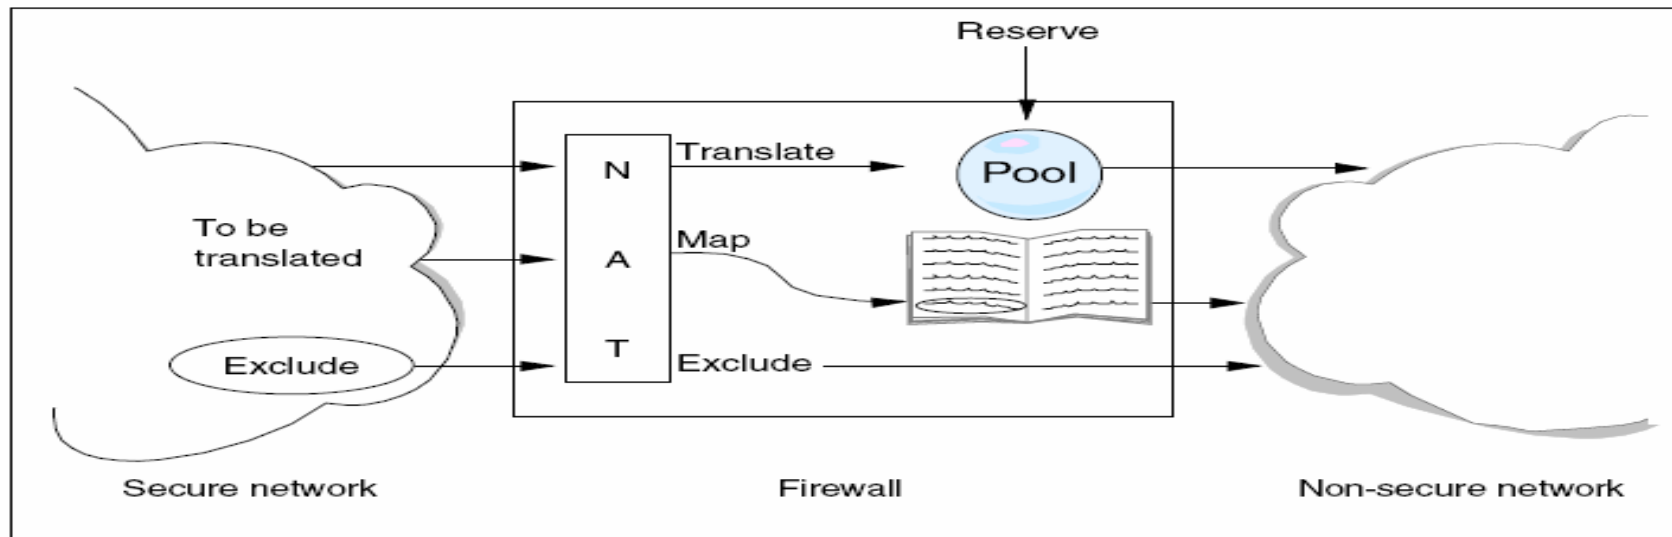 Reserve
N
Translate
Pool
To be
translated
A
Map
T
Exclude
Exclude
Secure network
Firewall
Non-secure network